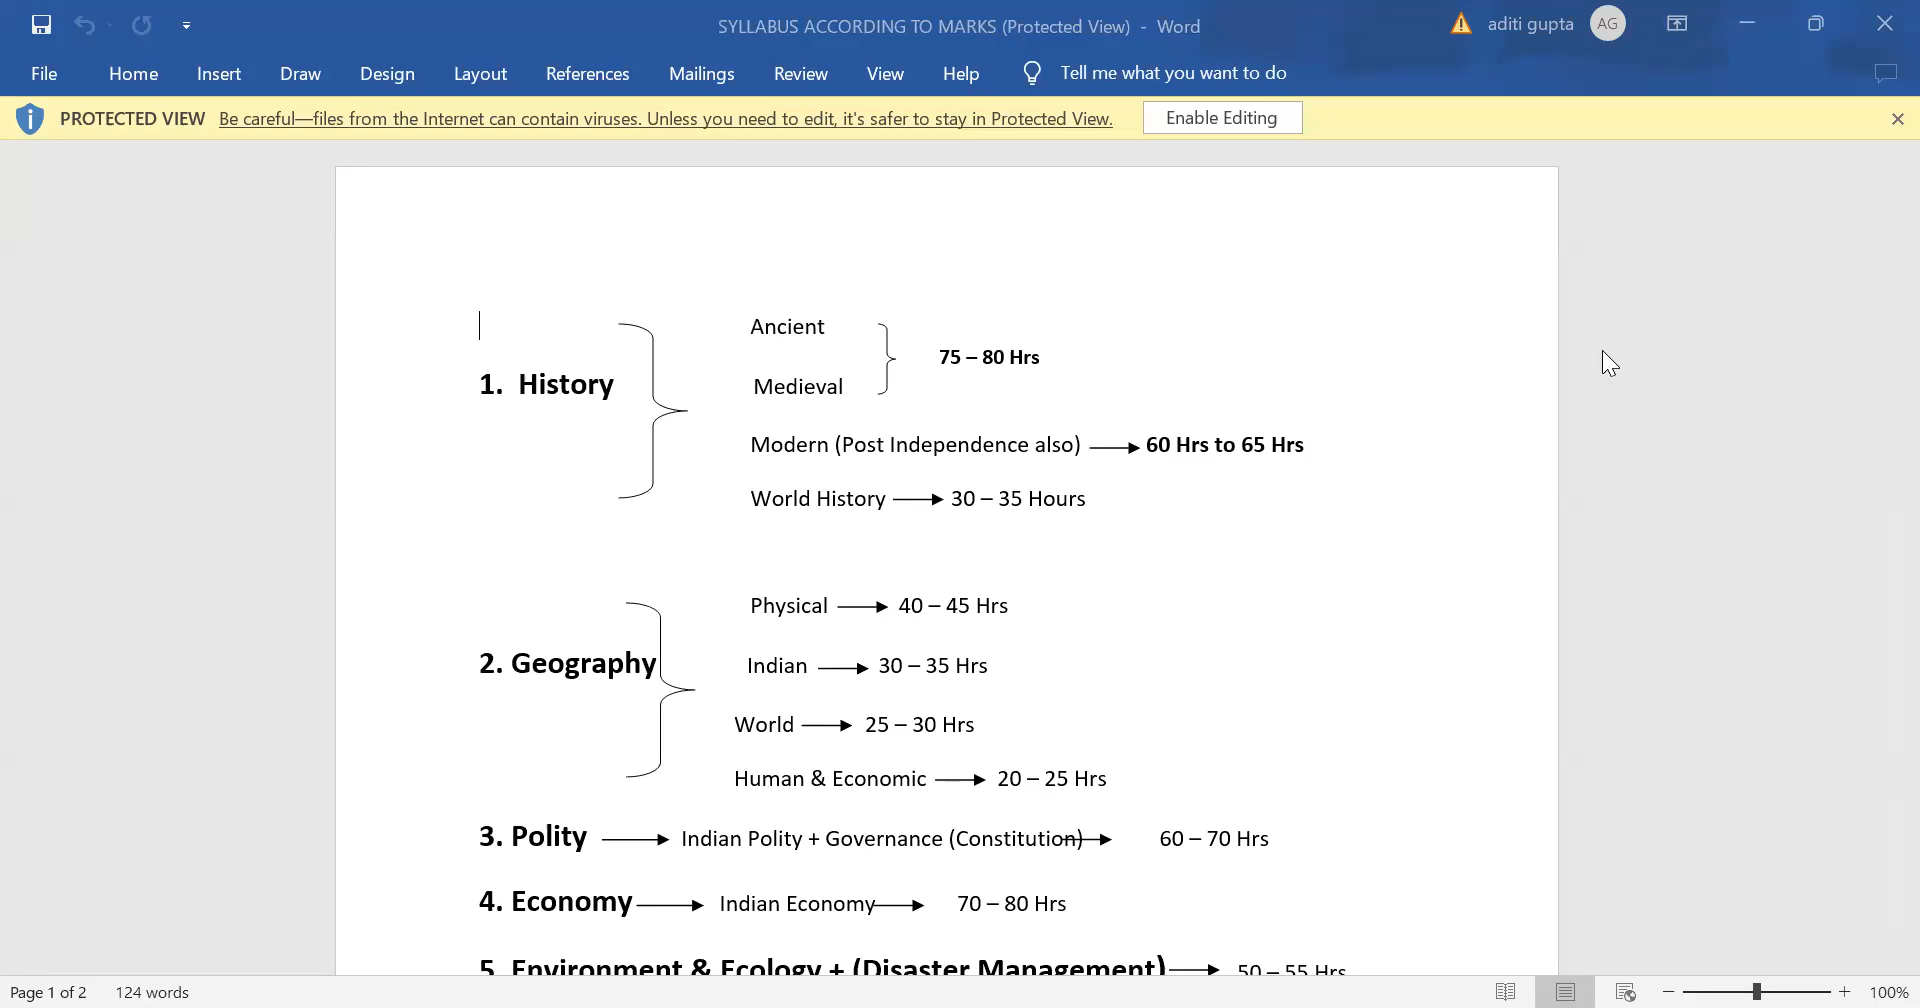 SYLLABUS ACCORDING TO MARKS (Protected View) - Word
aditi gupta
AG
File Home Insert Draw Design Layout References Mailings Review View Help Tell me what you want to do
PROTECTED VIEW Be careful—files from the Internet can contain viruses. Unless you need to edit, it's safer to stay in Protected View. Enable Editing
Ancient
75 – 80 Hrs
1. History
Medieval
Modern (Post Independence also) 60 Hrs to 65 Hrs
World History 30 – 35 Hours
Physical 40 – 45 Hrs
2. Geography
Indian 30 – 35 Hrs
World 25 – 30 Hrs
Human & Economic 20 – 25 Hrs
3. Polity Indian Polity + Governance (Constitution) 60 – 70 Hrs
4. Economy Indian Economy 70 – 80 Hrs
5. Environment & Ecology + (Disaster Management) 50 – 55 Hrs
Page 1 of 2 124 words
100%